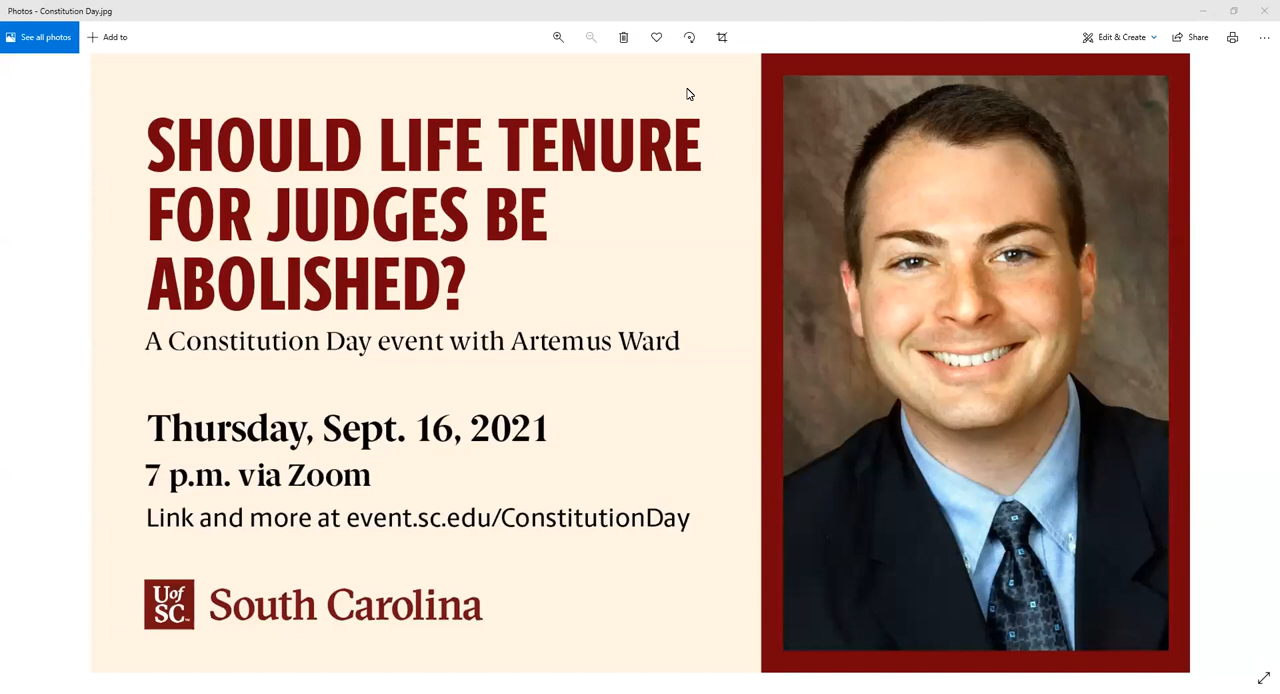 Photos - Constitution Day.jpg
See all photos
Add to
Edit & Create
Share
SHOULD LIFE TENURE
FOR JUDGES BE
ABOLISHED?
A Constitution Day event with Artemus Ward
Thursday, Sept. 16, 2021
7 p.m. via Zoom
Link and more at event.sc.edu/ConstitutionDay
U of
SC™
South Carolina